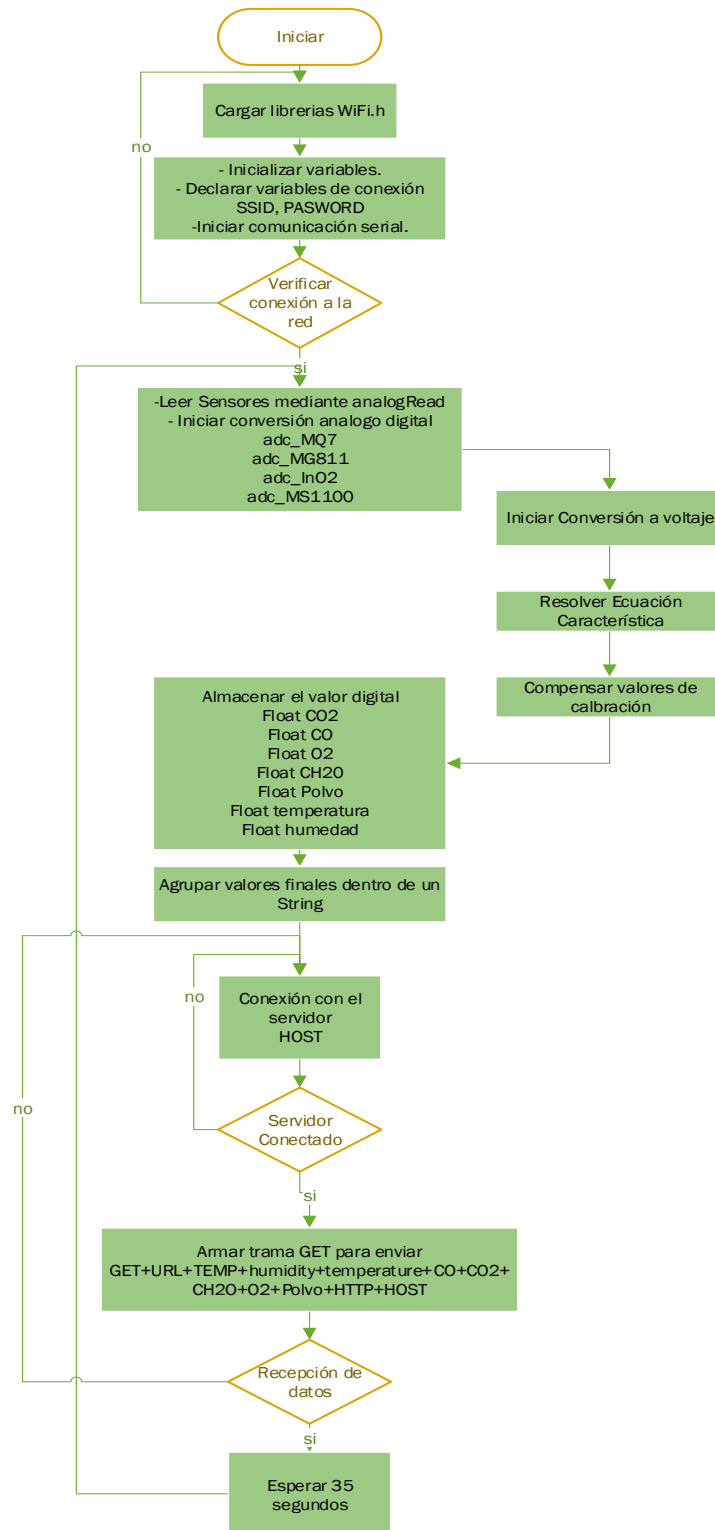 Iniciar
Cargar librerias WiFi.h
no
- Inicializar variables.
- Declarar variables de conexión
SSID, PASWORD
-Iniciar comunicación serial.
Verificar
conexión a la
red
si
-Leer Sensores mediante analogRead
- Iniciar conversión analogo digital
adc_MQ7
adc_MG811
adc_InO2
adc_MS1100
Iniciar Conversión a voltaje
Resolver Ecuación
Característica
Compensar valores de
calbración
Almacenar el valor digital
Float CO2
Float CO
Float O2
Float CH2O
Float Polvo
Float temperatura
Float humedad
Agrupar valores finales dentro de un
String
no
Conexión con el
servidor
HOST
no
Servidor
Conectado
si
Armar trama GET para enviar
GET+URL+TEMP+humidity+temperature+CO+CO2+
CH2O+O2+Polvo+HTTP+HOST
Recepción de
datos
si
Esperar 35
segundos